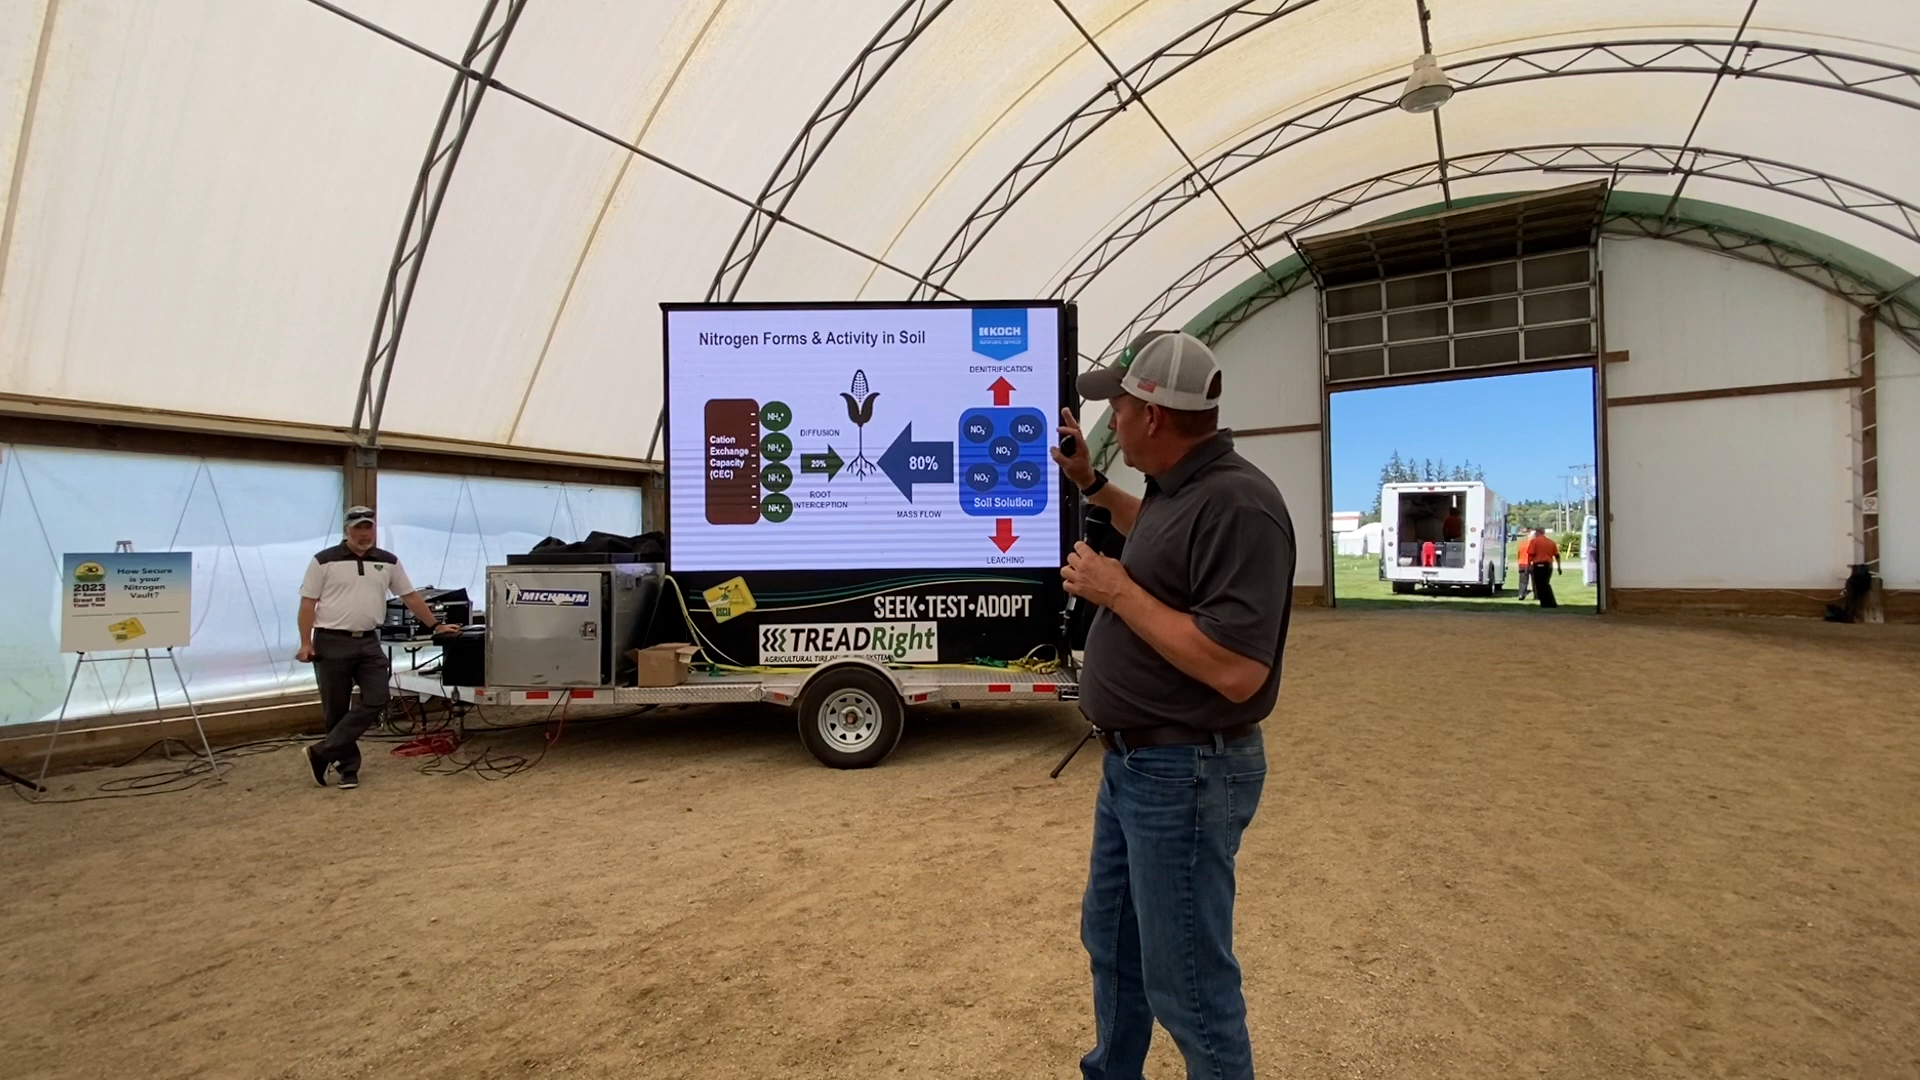 Nitrogen Forms & Activity in Soil
KOCH
DENITRIFICATION
Cation
Exchange
Capacity
(CEC)
NH₄⁺
NH₄⁺
NH₄⁺
NH₄⁺
DIFFUSION
20%
ROOT
INTERCEPTION
80%
MASS FLOW
NO₃⁻
NO₃⁻
NO₃⁻
NO₃⁻
NO₃⁻
Soil Solution
LEACHING
2023
How Secure
is your
Nitrogen
Vault?
MICHELIN
SEEK•TEST•ADOPT
TREADRight